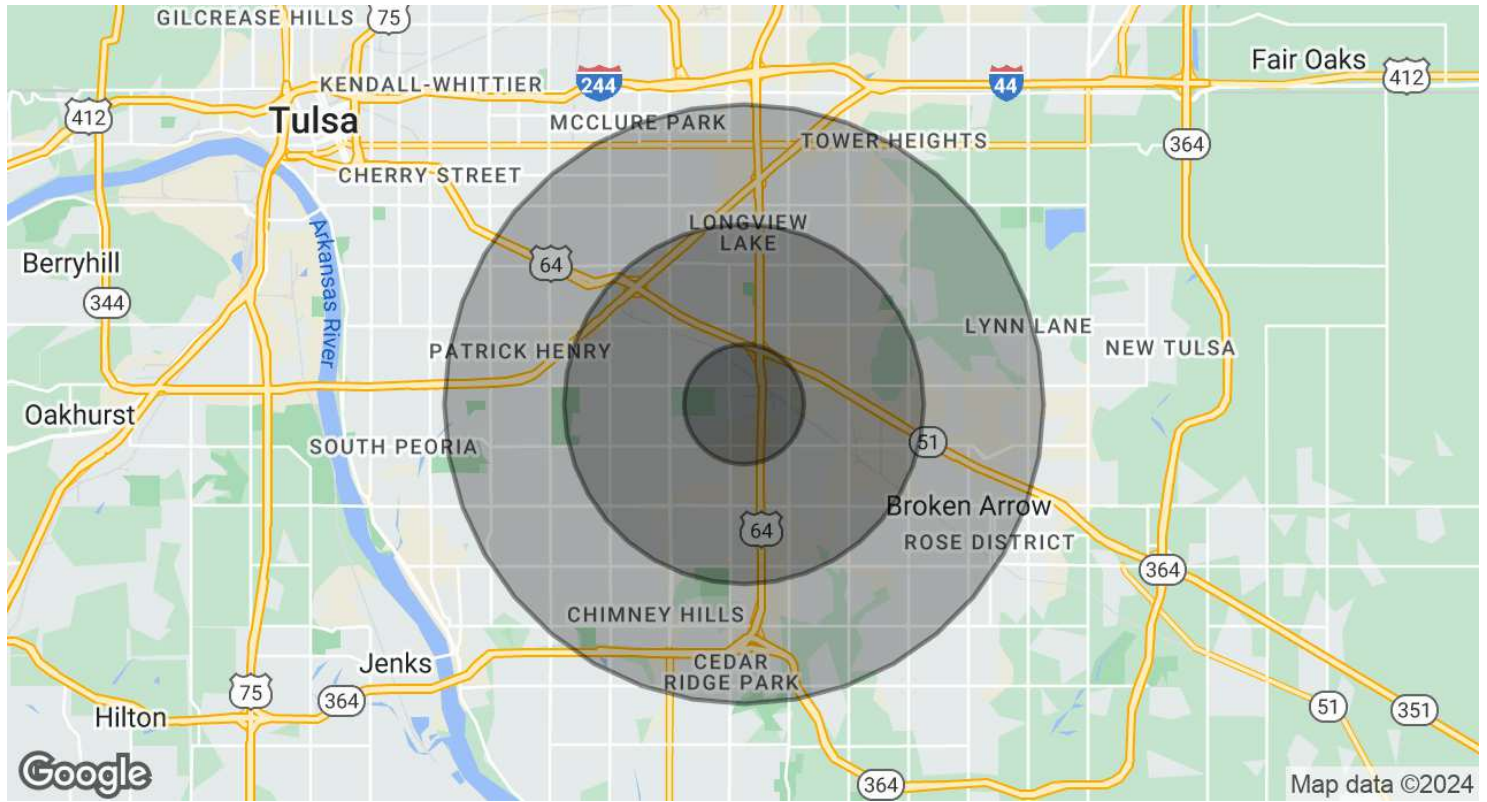 GILCREASE HILLS
75
Fair Oaks
412
KENDALL-WHITTIER
244
44
412
Tulsa
MCCLURE PARK
TOWER HEIGHTS
364
CHERRY STREET
LONGVIEW
LAKE
Arkansas River
Berryhill
64
344
LYNN LANE
NEW TULSA
PATRICK HENRY
Oakhurst
SOUTH PEORIA
51
Broken Arrow
64
ROSE DISTRICT
364
CHIMNEY HILLS
Jenks
CEDAR
RIDGE PARK
75
364
Hilton
51
351
Google
364
Map data ©2024